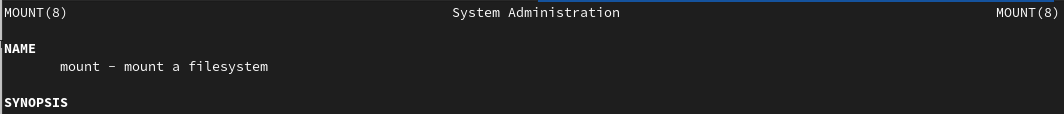 MOUNT(8) System Administration MOUNT(8)
NAME
mount - mount a filesystem
SYNOPSIS